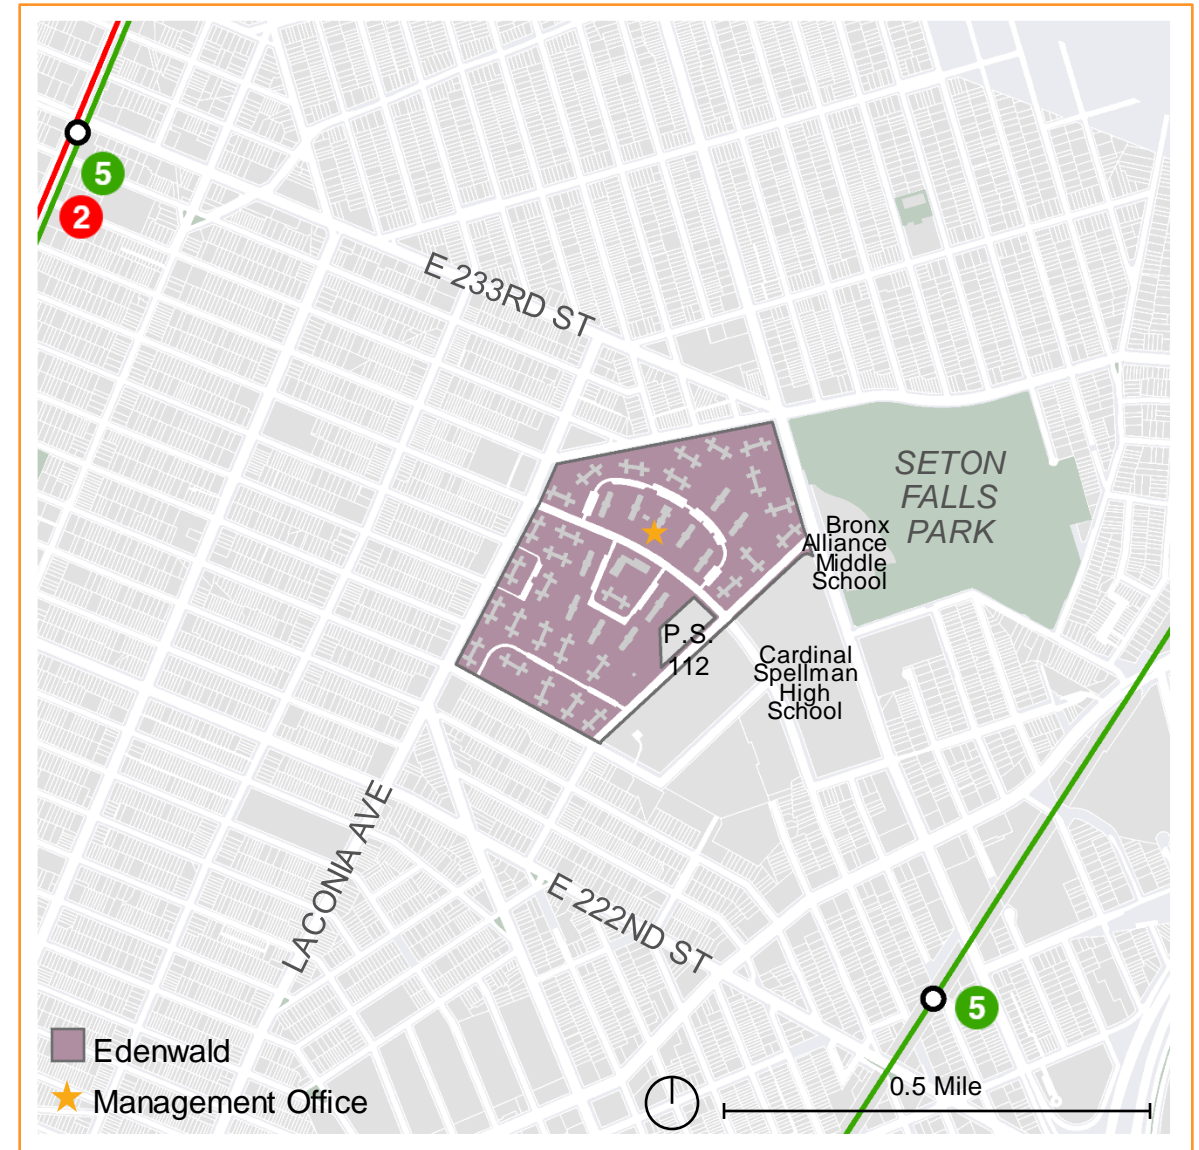 5
2
E 233RD ST
SETON
FALLS
PARK
Bronx
Alliance
Middle
School
P.S.
112
Cardinal
Spellman
High
School
LACONIA AVE
E 222ND ST
5
Edenwald
Management Office
0.5 Mile